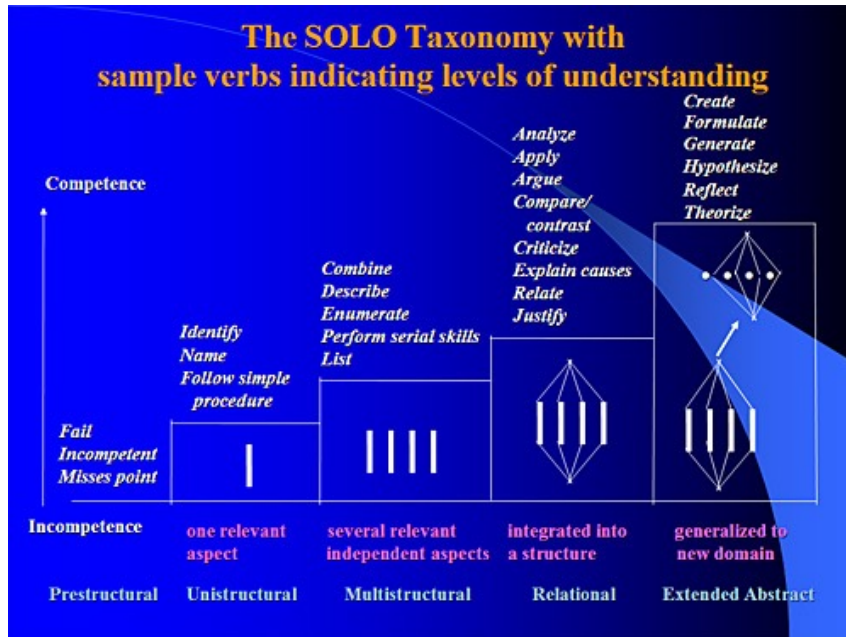 The SOLO Taxonomy with
sample verbs indicating levels of understanding
Competence
Fail
Incompetent
Misses point
Identify
Name
Follow simple
procedure
Combine
Describe
Enumerate
Perform serial skills
List
Analyze
Apply
Argue
Compare/
contrast
Criticize
Explain causes
Relate
Justify
Create
Formulate
Generate
Hypothesize
Reflect
Theorize
Incompetence
one relevant
aspect
several relevant
independent aspects
integrated into
a structure
generalized to
new domain
Prestructural
Unistructural
Multistructural
Relational
Extended Abstract